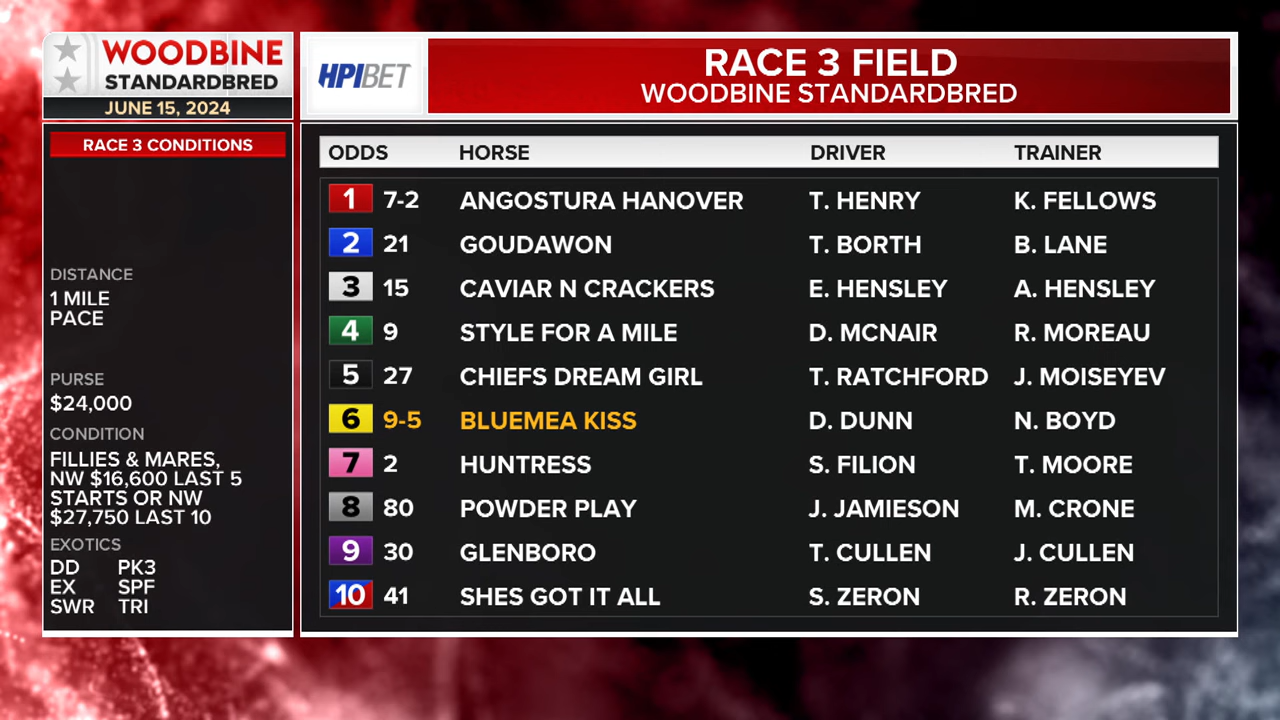 WOODBINE
STANDARDBRED
JUNE 15, 2024
HPIBET
RACE 3 FIELD
WOODBINE STANDARDBRED
RACE 3 CONDITIONS
DISTANCE
1 MILE
PACE
PURSE
$24,000
CONDITION
FILLIES & MARES,
NW $16,600 LAST 5
STARTS OR NW
$27,750 LAST 10
EXOTICS
DD PK3
EX SPF
SWR TRI
ODDS HORSE DRIVER TRAINER
1 7-2 ANGOSTURA HANOVER T. HENRY K. FELLOWS
2 21 GOUDAWON T. BORTH B. LANE
3 15 CAVIAR N CRACKERS E. HENSLEY A. HENSLEY
4 9 STYLE FOR A MILE D. MCNAIR R. MOREAU
5 27 CHIEFS DREAM GIRL T. RATCHFORD J. MOISEYEV
6 9-5 BLUEMEA KISS D. DUNN N. BOYD
7 2 HUNTRESS S. FILION T. MOORE
8 80 POWDER PLAY J. JAMIESON M. CRONE
9 30 GLENBORO T. CULLEN J. CULLEN
10 41 SHES GOT IT ALL S. ZERON R. ZERON